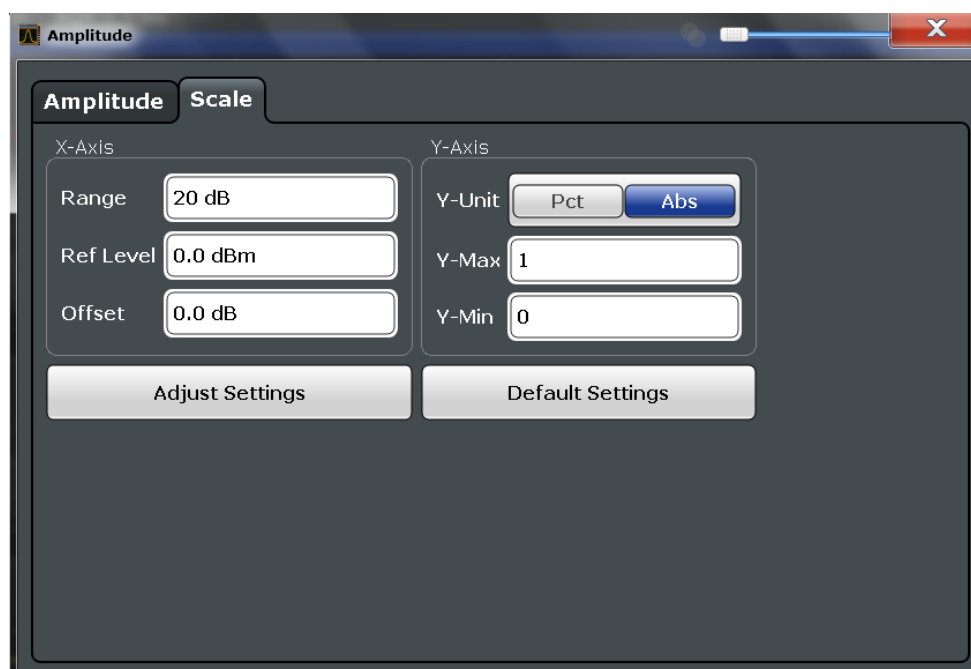 Amplitude
X
Amplitude Scale
X-Axis
Range 20 dB
Ref Level 0.0 dBm
Offset 0.0 dB
Y-Axis
Y-Unit Pct Abs
Y-Max 1
Y-Min 0
Adjust Settings
Default Settings